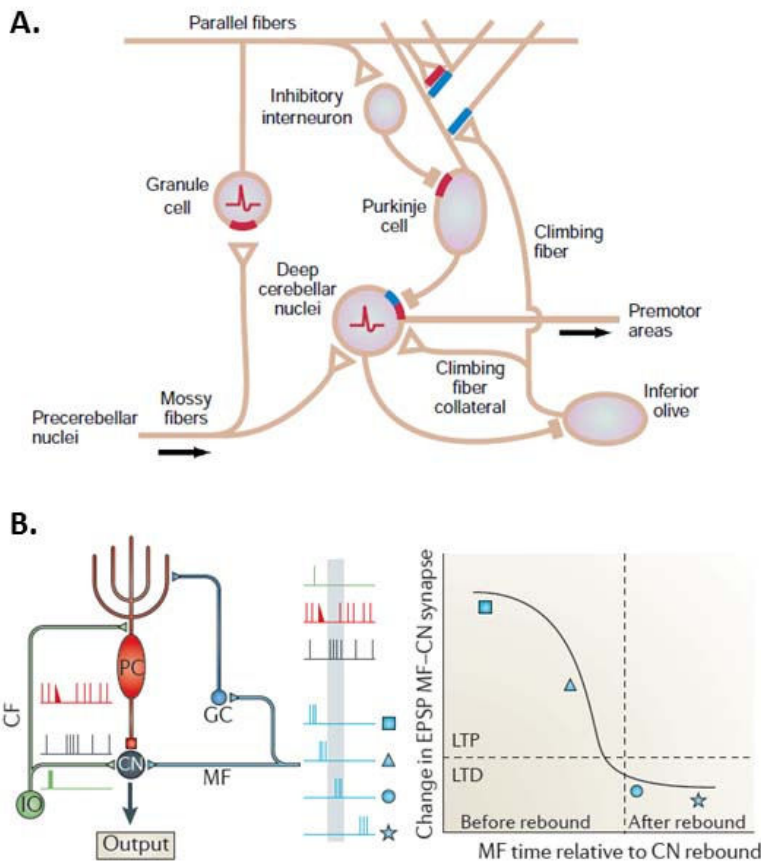 A.
Parallel fibers
Inhibitory
interneuron
Granule
cell
Purkinje
cell
Climbing
fiber
Deep
cerebellar
nuclei
Premotor
areas
Mossy
fibers
Climbing
fiber
collateral
Inferior
olive
Precerebellar
nuclei
B.
PC
CF
GC
CN
MF
IO
Output
Change in EPSP MF–CN synapse
LTP
LTD
Before rebound
After rebound
MF time relative to CN rebound